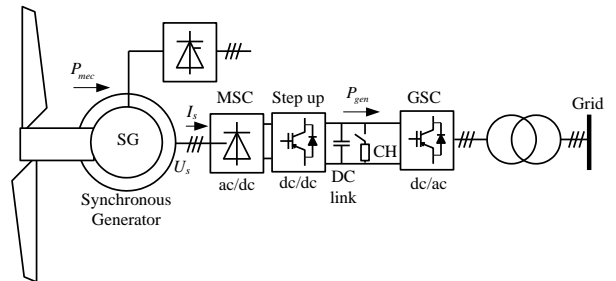 P_mec
SG
Synchronous
Generator
I_s
U_s
MSC
ac/dc
Step up
dc/dc
P_gen
DC
link
CH
GSC
dc/ac
Grid